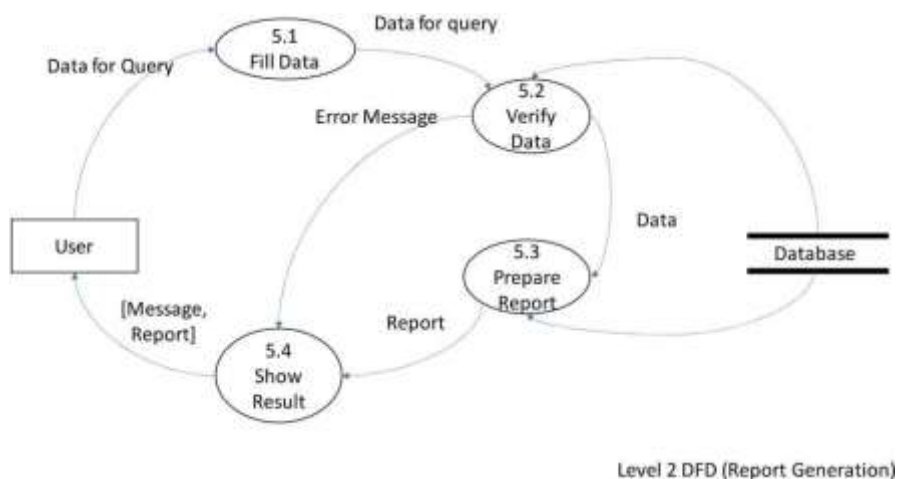 Data for query
5.1
Fill Data
Data for Query
5.2
Verify
Data
Error Message
Data
User
Database
5.3
Prepare
Report
[Message,
Report]
Report
5.4
Show
Result
Level 2 DFD (Report Generation)